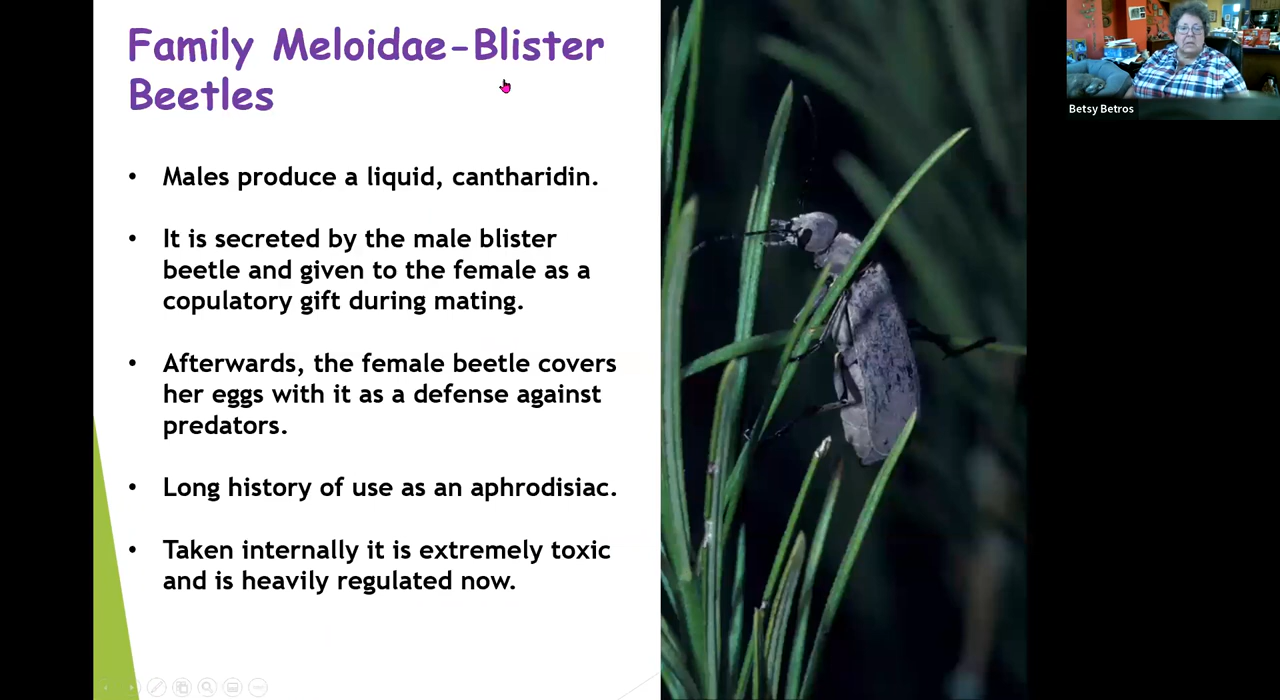 Family Meloidae-Blister
Beetles
• Males produce a liquid, cantharidin.
• It is secreted by the male blister
beetle and given to the female as a
copulatory gift during mating.
• Afterwards, the female beetle covers
her eggs with it as a defense against
predators.
• Long history of use as an aphrodisiac.
• Taken internally it is extremely toxic
and is heavily regulated now.
Betsy Betros